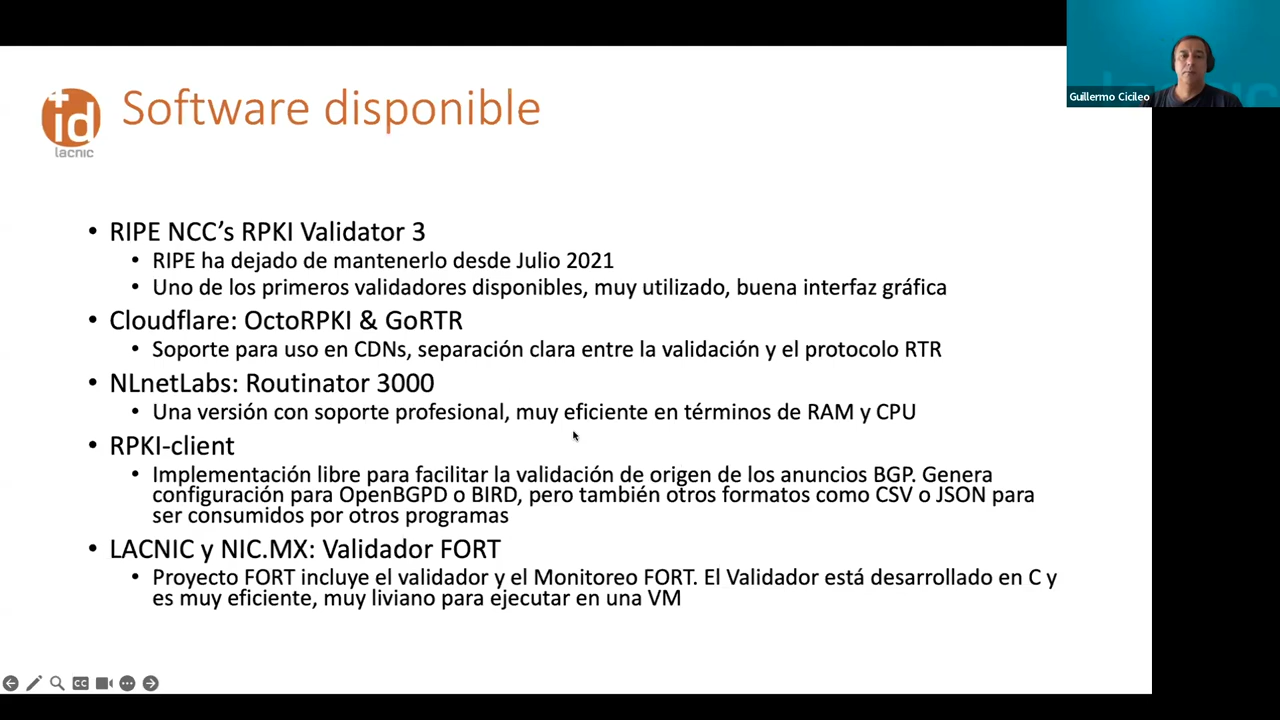 Guillermo Cicileo
+id
lacnic
Software disponible
• RIPE NCC’s RPKI Validator 3
• RIPE ha dejado de mantenerlo desde Julio 2021
• Uno de los primeros validadores disponibles, muy utilizado, buena interfaz gráfica
• Cloudflare: OctoRPKI & GoRTR
• Soporte para uso en CDNs, separación clara entre la validación y el protocolo RTR
• NLnetLabs: Routinator 3000
• Una versión con soporte profesional, muy eficiente en términos de RAM y CPU
• RPKI-client
• Implementación libre para facilitar la validación de origen de los anuncios BGP. Genera
configuración para OpenBGPD o BIRD, pero también otros formatos como CSV o JSON para
ser consumidos por otros programas
• LACNIC y NIC.MX: Validador FORT
• Proyecto FORT incluye el validador y el Monitoreo FORT. El Validador está desarrollado en C y
es muy eficiente, muy liviano para ejecutar en una VM
CC